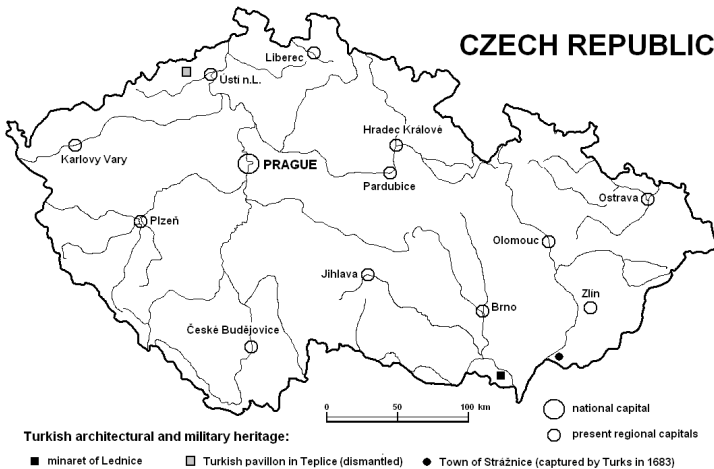 CZECH REPUBLIC
Liberec
Ústí n.L.
Hradec Králové
Karlovy Vary
PRAGUE
Pardubice
Ostrava
Plzeň
Olomouc
Jihlava
Zlín
Brno
České Budějovice
0 50 100 km
national capital
present regional capitals
Turkish architectural and military heritage:
minaret of Lednice
Turkish pavillon in Teplice (dismantled)
Town of Strážnice (captured by Turks in 1683)